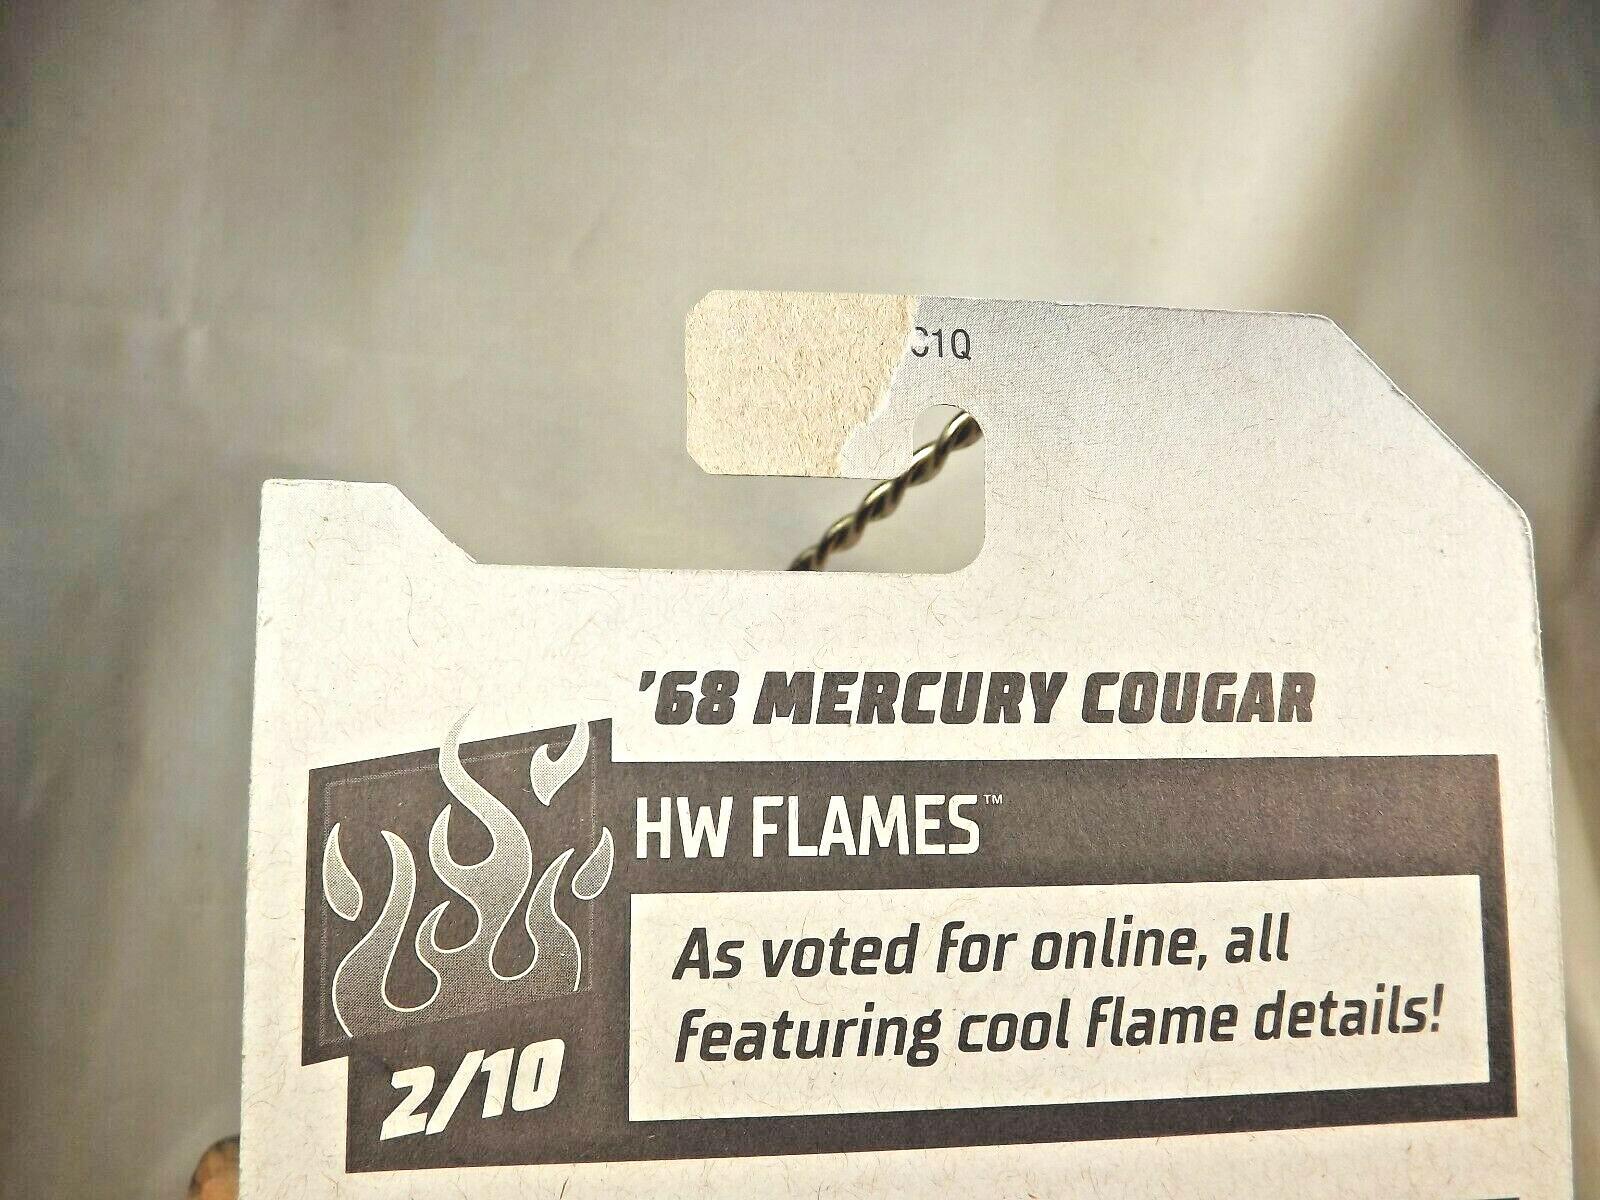 C1Q
'68 MERCURY COUGAR
HW FLAMES™
As voted for online, all
featuring cool flame details!
2/10